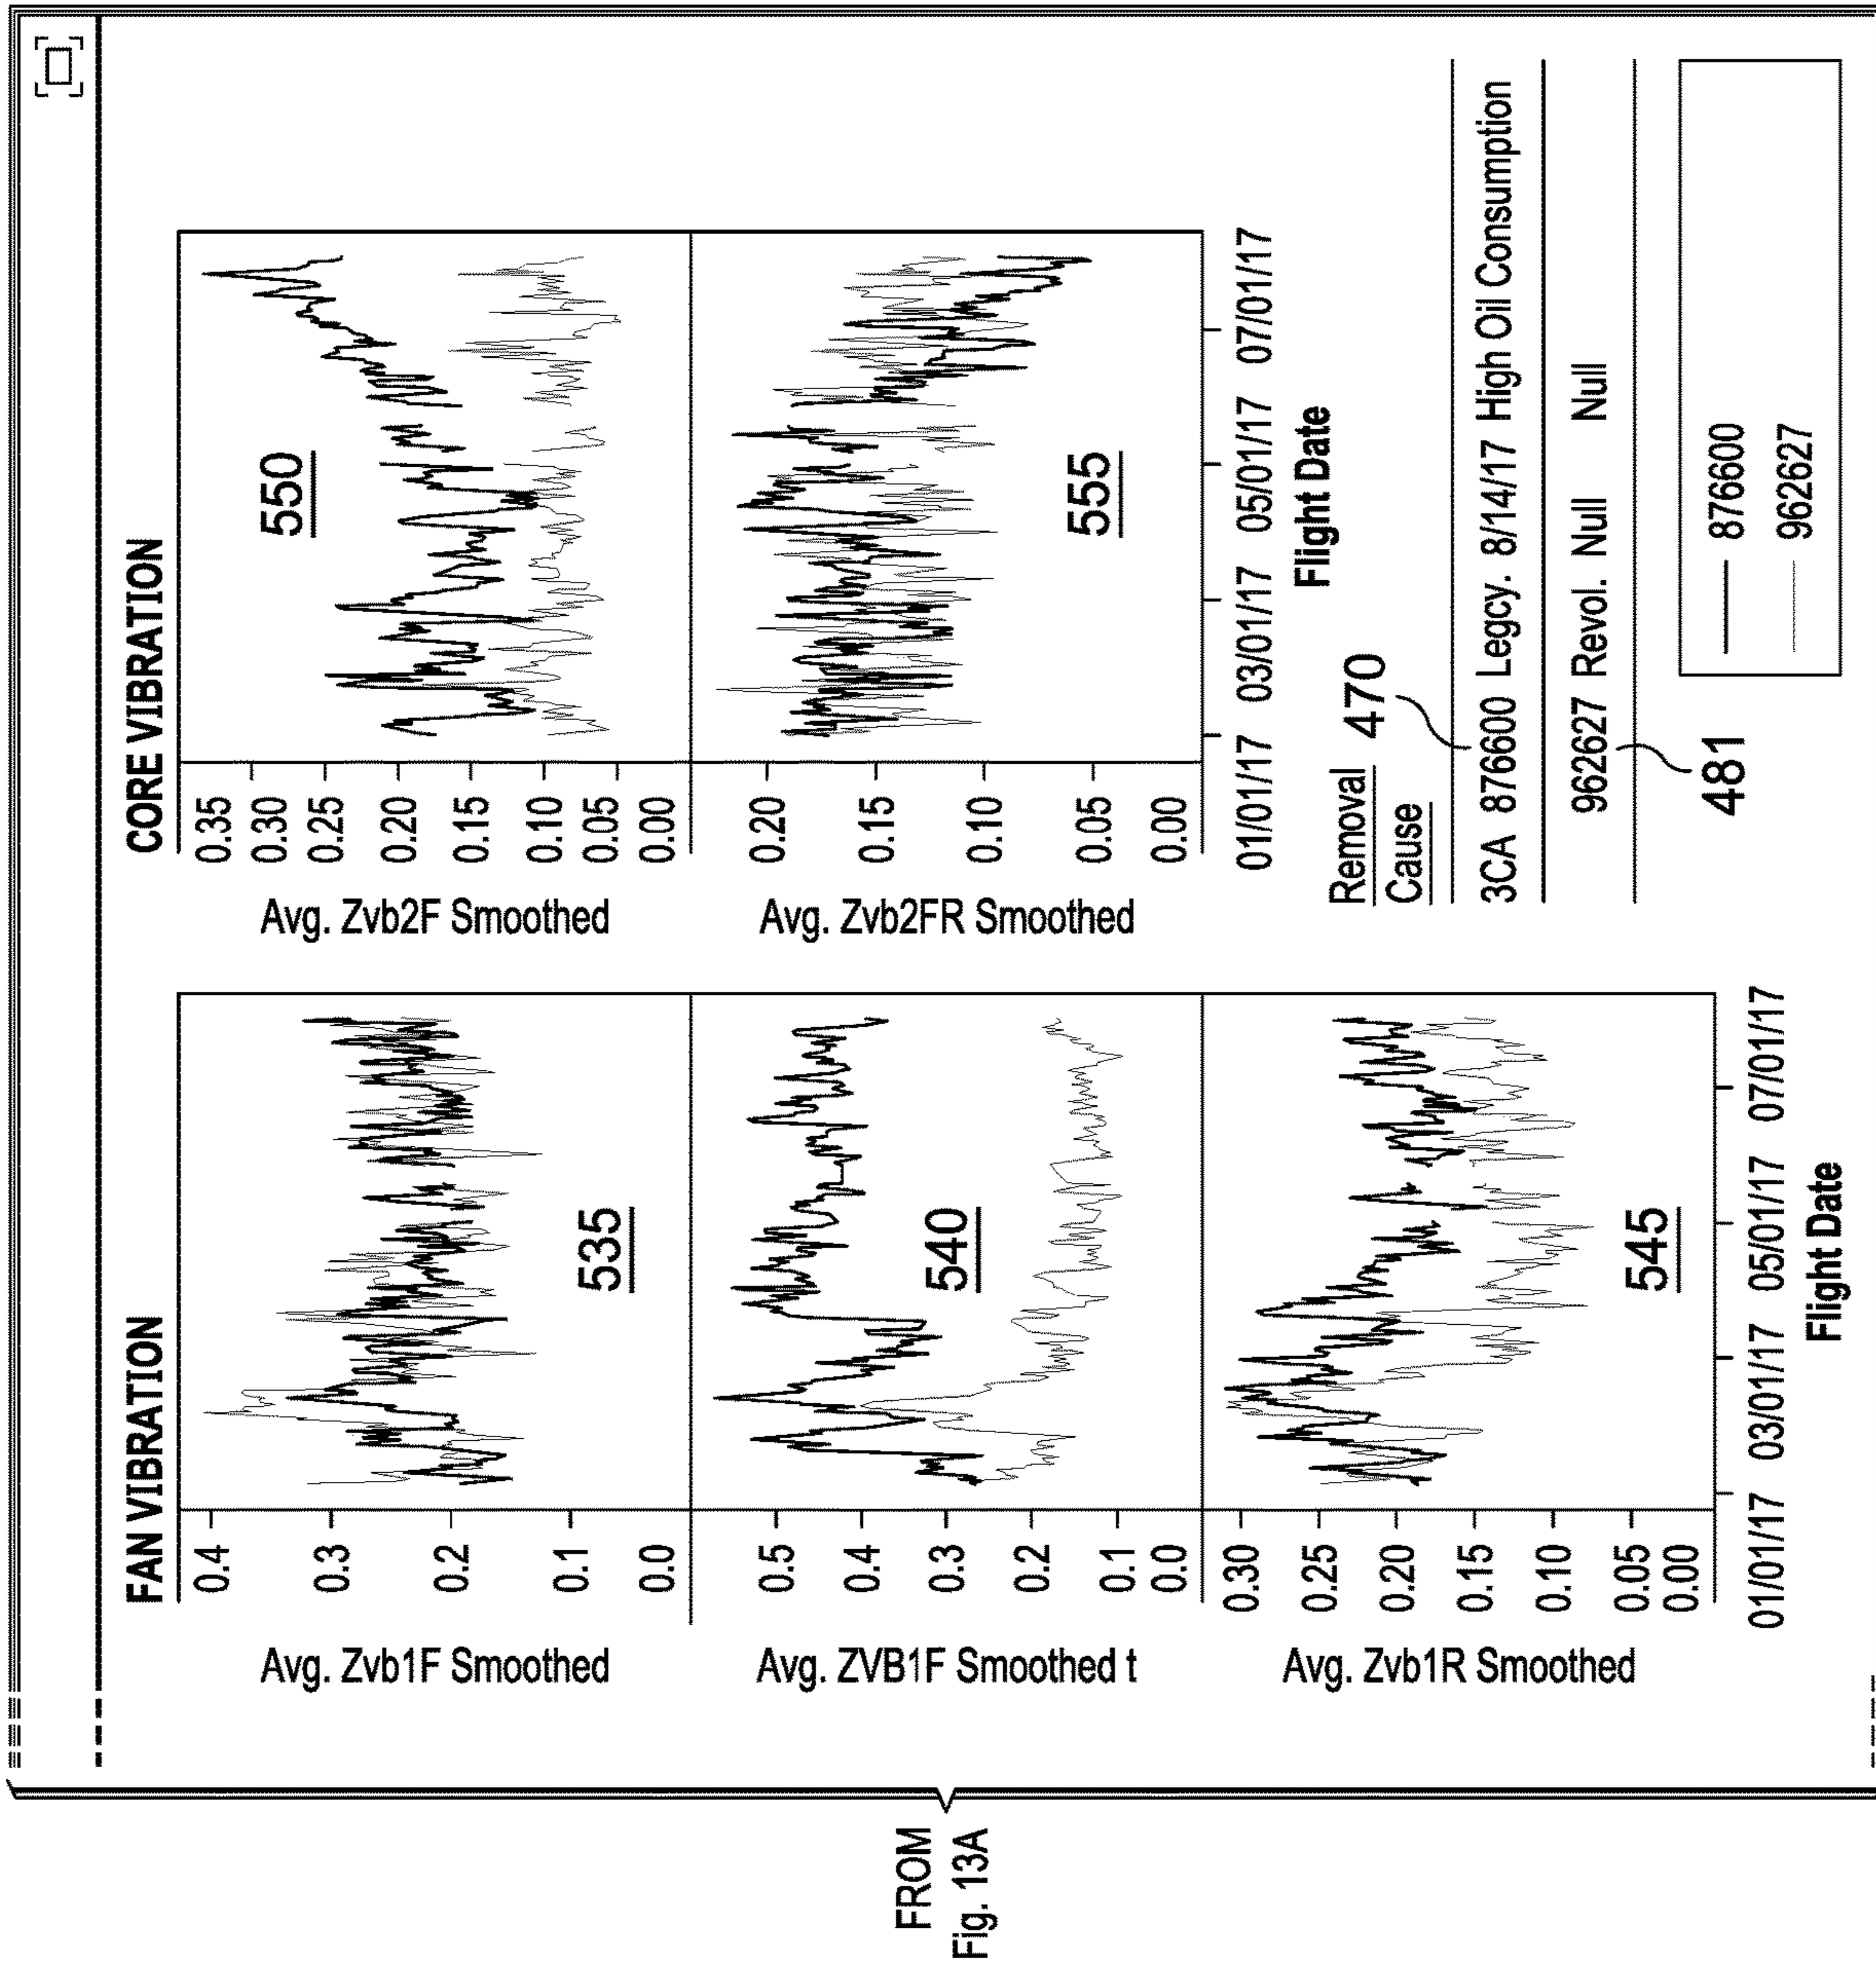 FROM
Fig. 13A
FAN VIBRATION
Avg. Zvb1F Smoothed
0.4
0.3
0.2
0.1
0.0
535
Avg. ZVB1F Smoothed t
0.5
0.4
0.3
0.2
0.1
0.0
540
Avg. Zvb1R Smoothed
0.30
0.25
0.20
0.15
0.10
0.05
0.00
545
01/01/17 03/01/17 05/01/17 07/01/17
Flight Date
CORE VIBRATION
Avg. Zvb2F Smoothed
0.35
0.30
0.25
0.20
0.15
0.10
0.05
0.00
550
Avg. Zvb2FR Smoothed
0.20
0.15
0.10
0.05
0.00
555
01/01/17 03/01/17 05/01/17 07/01/17
Flight Date
Removal 470
Cause
3CA 876600 Legcy. 8/14/17 High Oil Consumption
962627 Revol. Null Null
481
876600
962627